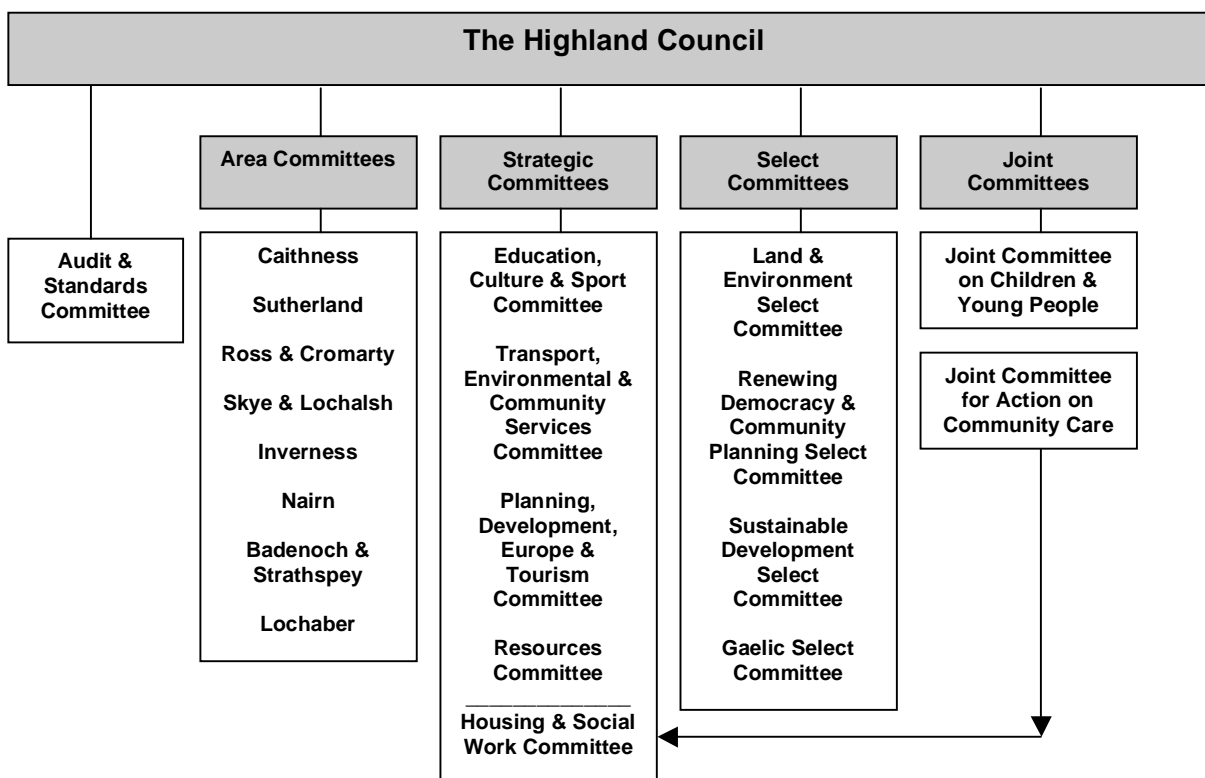 The Highland Council
Area Committees
Strategic
Committees
Select
Committees
Joint
Committees
Audit &
Standards
Committee
Caithness
Sutherland
Ross & Cromarty
Skye & Lochalsh
Inverness
Nairn
Badenoch &
Strathspey
Lochaber
Education,
Culture & Sport
Committee
Transport,
Environmental &
Community
Services
Committee
Planning,
Development,
Europe &
Tourism
Committee
Resources
Committee
Housing & Social
Work Committee
Land &
Environment
Select
Committee
Renewing
Democracy &
Community
Planning Select
Committee
Sustainable
Development
Select
Committee
Gaelic Select
Committee
Joint Committee
on Children &
Young People
Joint Committee
for Action on
Community Care